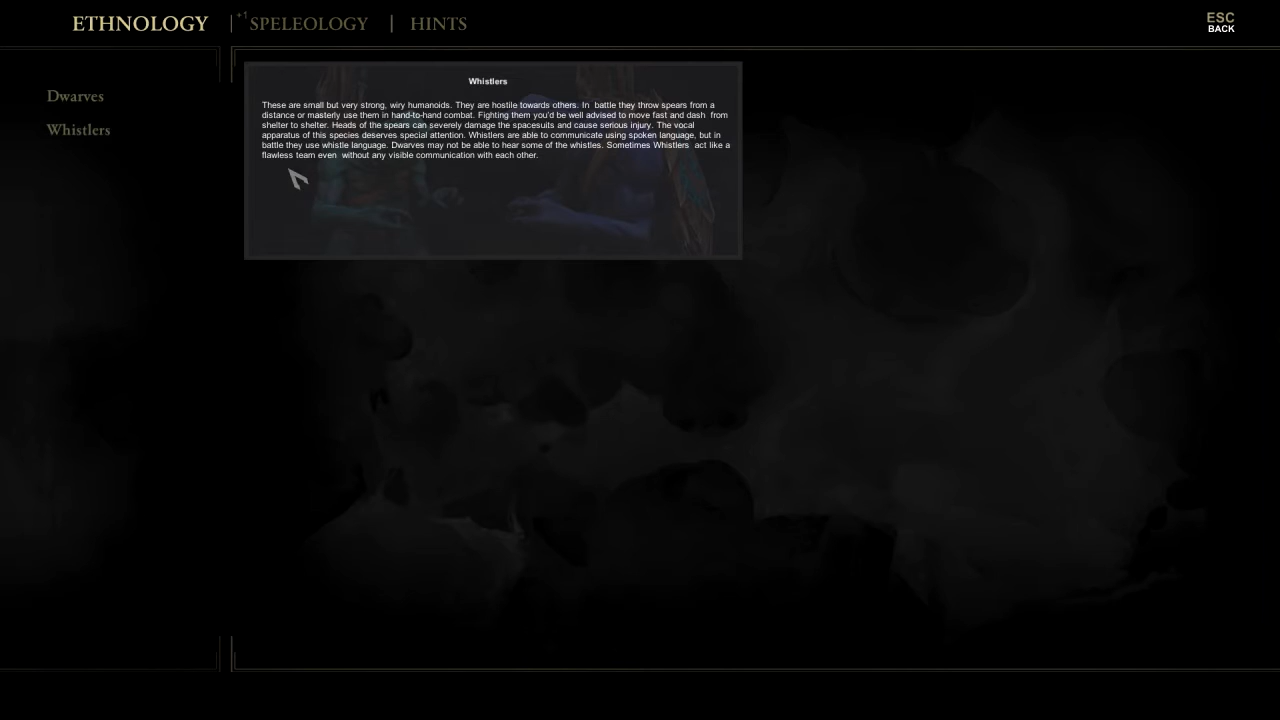 ETHNOLOGY | +1 SPELEOLOGY | HINTS
ESC
BACK
Dwarves
Whistlers
Whistlers
These are small but very strong, wiry humanoids. They are hostile towards others. In battle they throw spears from a
distance or masterly use them in hand-to-hand combat. Fighting them you'd be well advised to move fast and dash from
shelter to shelter. Heads of the spears can severely damage the spacesuits and cause serious injury. The vocal
apparatus of this species deserves special attention. Whistlers are able to communicate using spoken language, but in
battle they use whistle language. Dwarves may not be able to hear some of the whistles. Sometimes Whistlers act like a
flawless team even without any visible communication with each other.